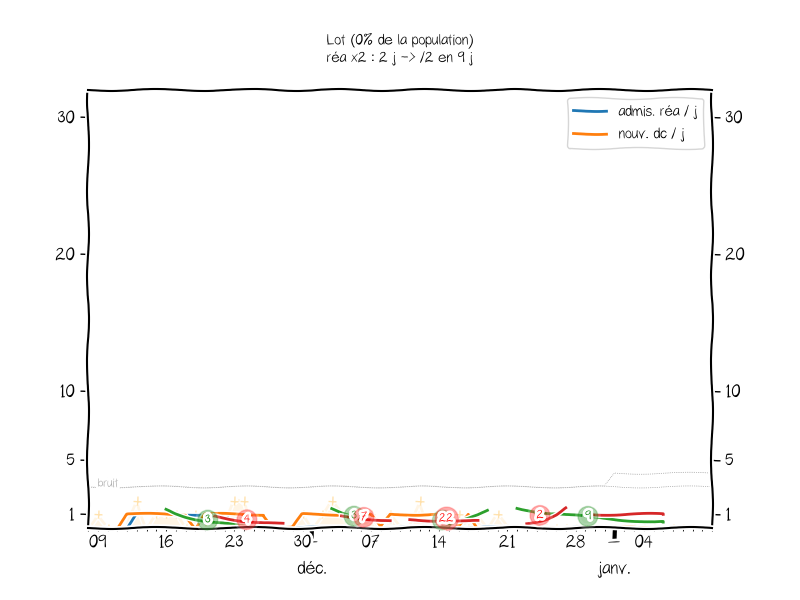 Lot (0% de la population)
réa x2 : 2 j -> /2 en 9 j
admis. réa / j
nouv. dc / j
30 30
20 20
10 10
5 5
bruit
1 1
3 4 3 7 22 2 9
09 16 23 30 07 14 21 28 04
déc. janv.